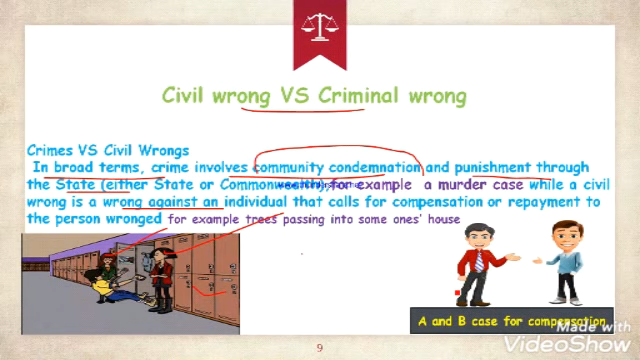 Civil wrong VS Criminal wrong
Crimes VS Civil Wrongs
In broad terms, crime involves community condemnation and punishment through
the State (either State or Commonwealth) for example a murder case while a civil
wrong is a wrong against an individual that calls for compensation or repayment to
the person wronged for example trees passing into some ones' house
A and B case for compensation
Made with
VideoShow
9